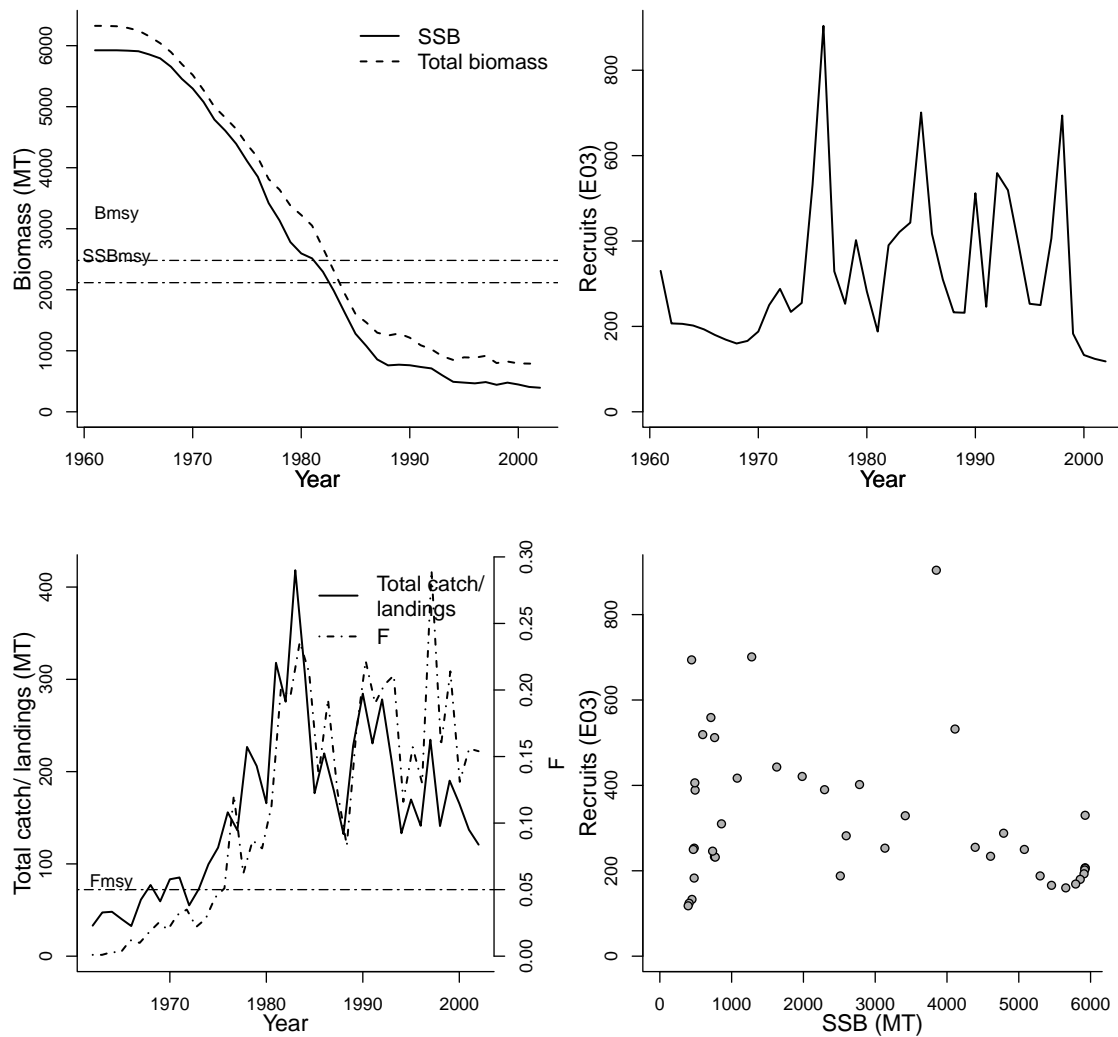 SSB
Total biomass
Bmsy
SSBmsy
Biomass (MT)
0
1000
2000
3000
4000
5000
6000
1960 1970 1980 1990 2000
Year
Recruits (E03)
0
200
400
600
800
1960 1970 1980 1990 2000
Year
Total catch/
landings
F
Fmsy
Total catch/ landings (MT)
0
100
200
300
400
0.00
0.05
0.10
0.15
0.20
0.25
0.30
F
1970 1980 1990 2000
Year
Recruits (E03)
0
200
400
600
800
0 1000 2000 3000 4000 5000 6000
SSB (MT)